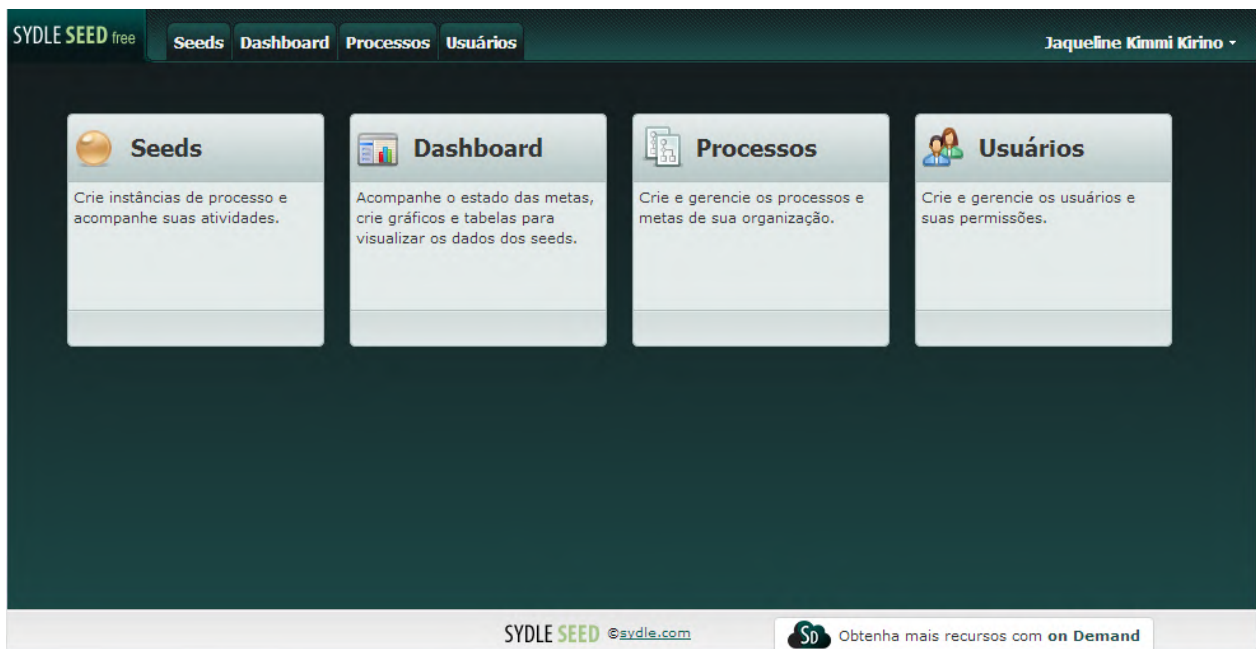 SYDLE SEED free
Seeds Dashboard Processos Usuários
Jaqueline Kimmi Kirino
Seeds
Crie instâncias de processo e
acompanhe suas atividades.
Dashboard
Acompanhe o estado das metas,
crie gráficos e tabelas para
visualizar os dados dos seeds.
Processos
Crie e gerencie os processos e
metas de sua organização.
Usuários
Crie e gerencie os usuários e
suas permissões.
SYDLE SEED ©sydle.com
SD Obtenha mais recursos com on Demand